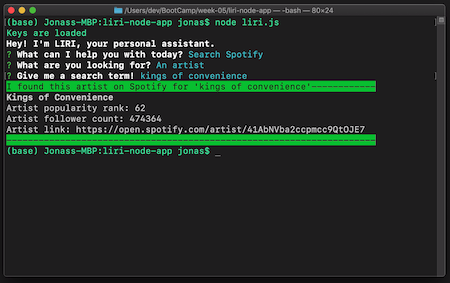 /Users/dev/BootCamp/week-05/liri-node-app — -bash — 80×24
(base) Jonass-MBP:liri-node-app jonas$ node liri.js
Keys are loaded
Hey! I'm LIRI, your personal assistant.
? What can I help you with today? Search Spotify
? What are you looking for? An artist
? Give me a search term! kings of convenience
I found this artist on Spotify for 'kings of convenience'------------
Kings of Convenience
Artist popularity rank: 62
Artist follower count: 474364
Artist link: https://open.spotify.com/artist/41AbNVba2ccpmcc9QtOJE7
---------------------------------------------------------------------
(base) Jonass-MBP:liri-node-app jonas$ _